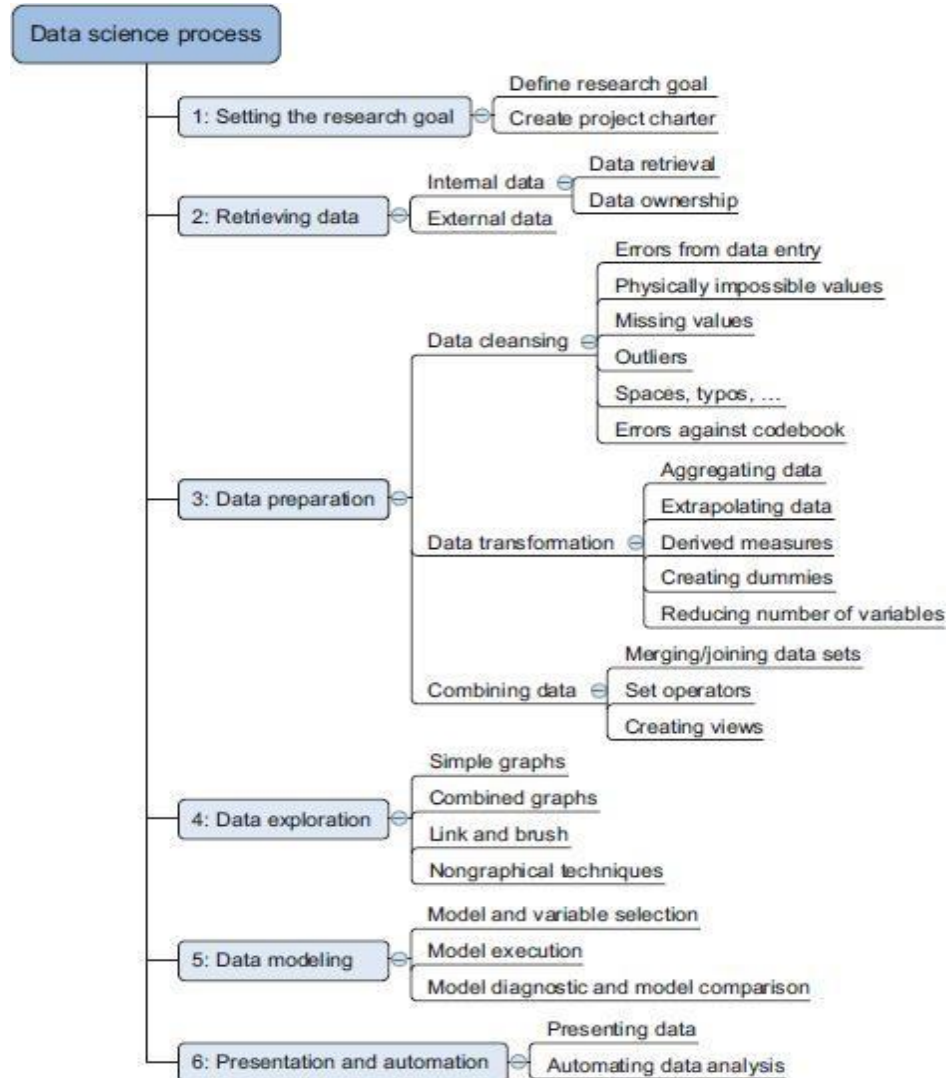 Data science process
1: Setting the research goal
Define research goal
Create project charter
2: Retrieving data
Internal data
Data retrieval
Data ownership
External data
3: Data preparation
Data cleansing
Errors from data entry
Physically impossible values
Missing values
Outliers
Spaces, typos, …
Errors against codebook
Data transformation
Aggregating data
Extrapolating data
Derived measures
Creating dummies
Reducing number of variables
Combining data
Merging/joining data sets
Set operators
Creating views
4: Data exploration
Simple graphs
Combined graphs
Link and brush
Nongraphical techniques
5: Data modeling
Model and variable selection
Model execution
Model diagnostic and model comparison
6: Presentation and automation
Presenting data
Automating data analysis